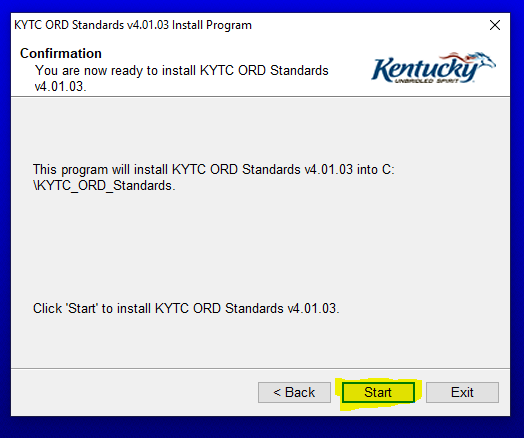 KYTC ORD Standards v4.01.03 Install Program
Confirmation
You are now ready to install KYTC ORD Standards
v4.01.03.
Kentucky
UNBRIDLED SPIRIT
This program will install KYTC ORD Standards v4.01.03 into C:
\KYTC_ORD_Standards.
Click 'Start' to install KYTC ORD Standards v4.01.03.
< Back
Start
Exit